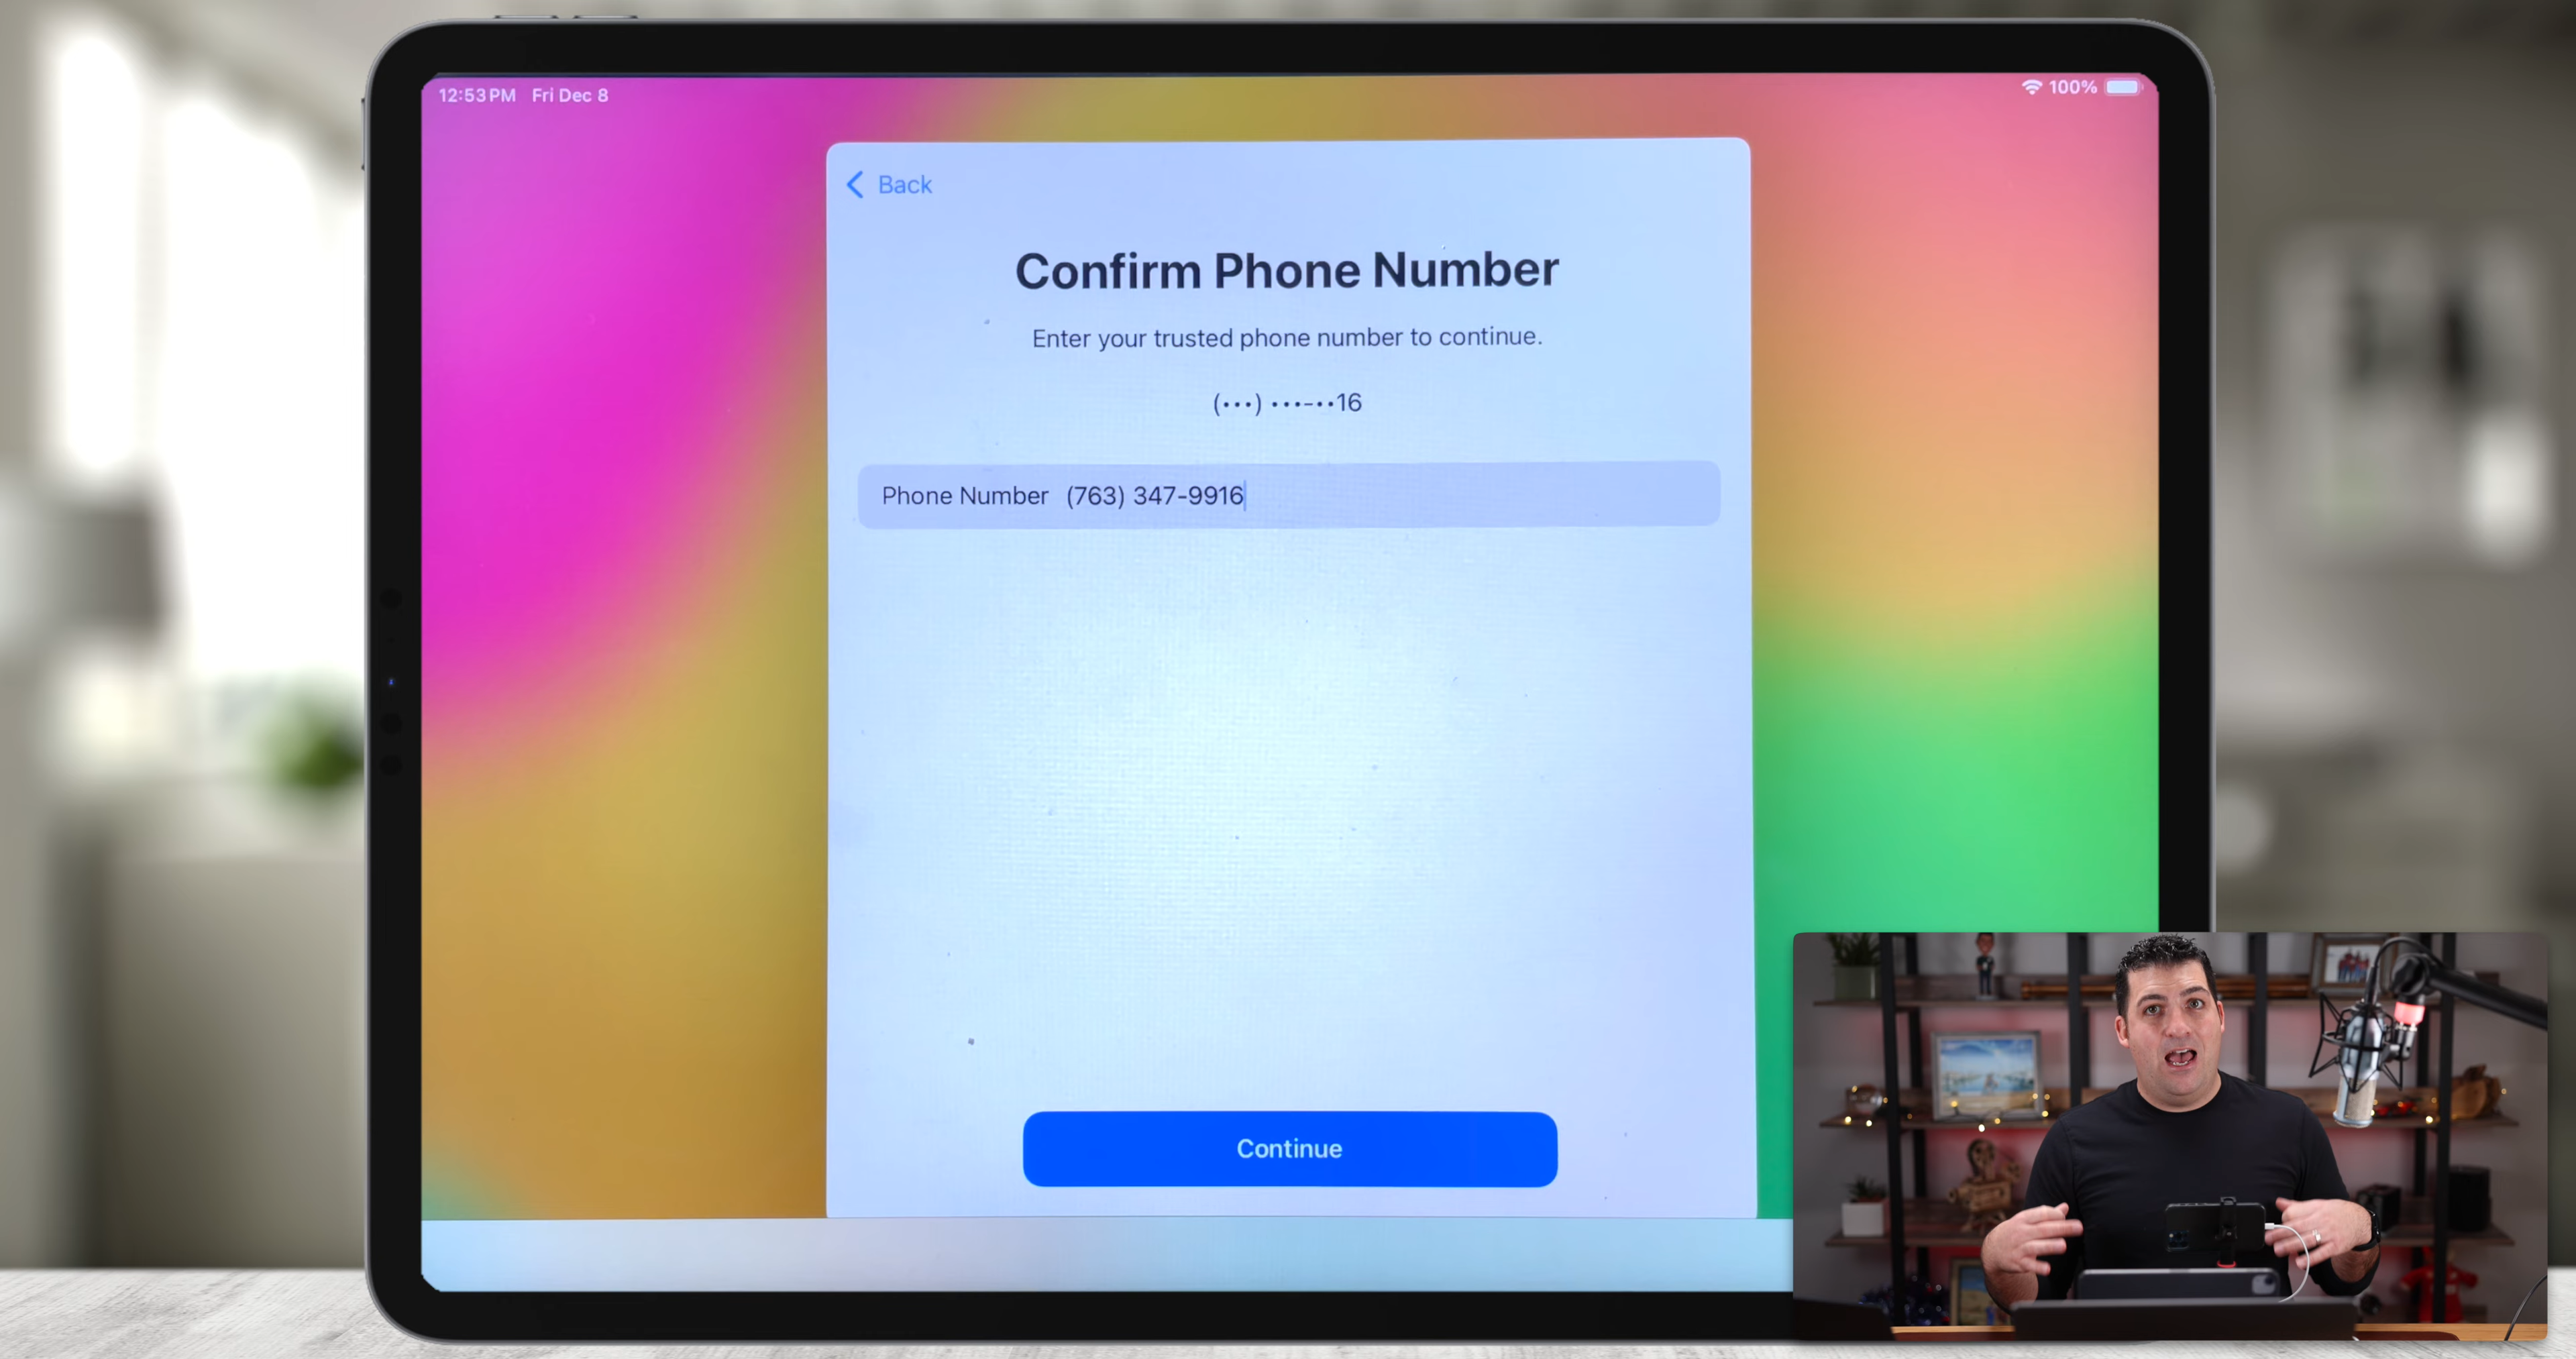 12:53 PM Fri Dec 8
100%
Back
Confirm Phone Number
Enter your trusted phone number to continue.
(•••) •••-••16
Phone Number (763) 347-9916
Continue